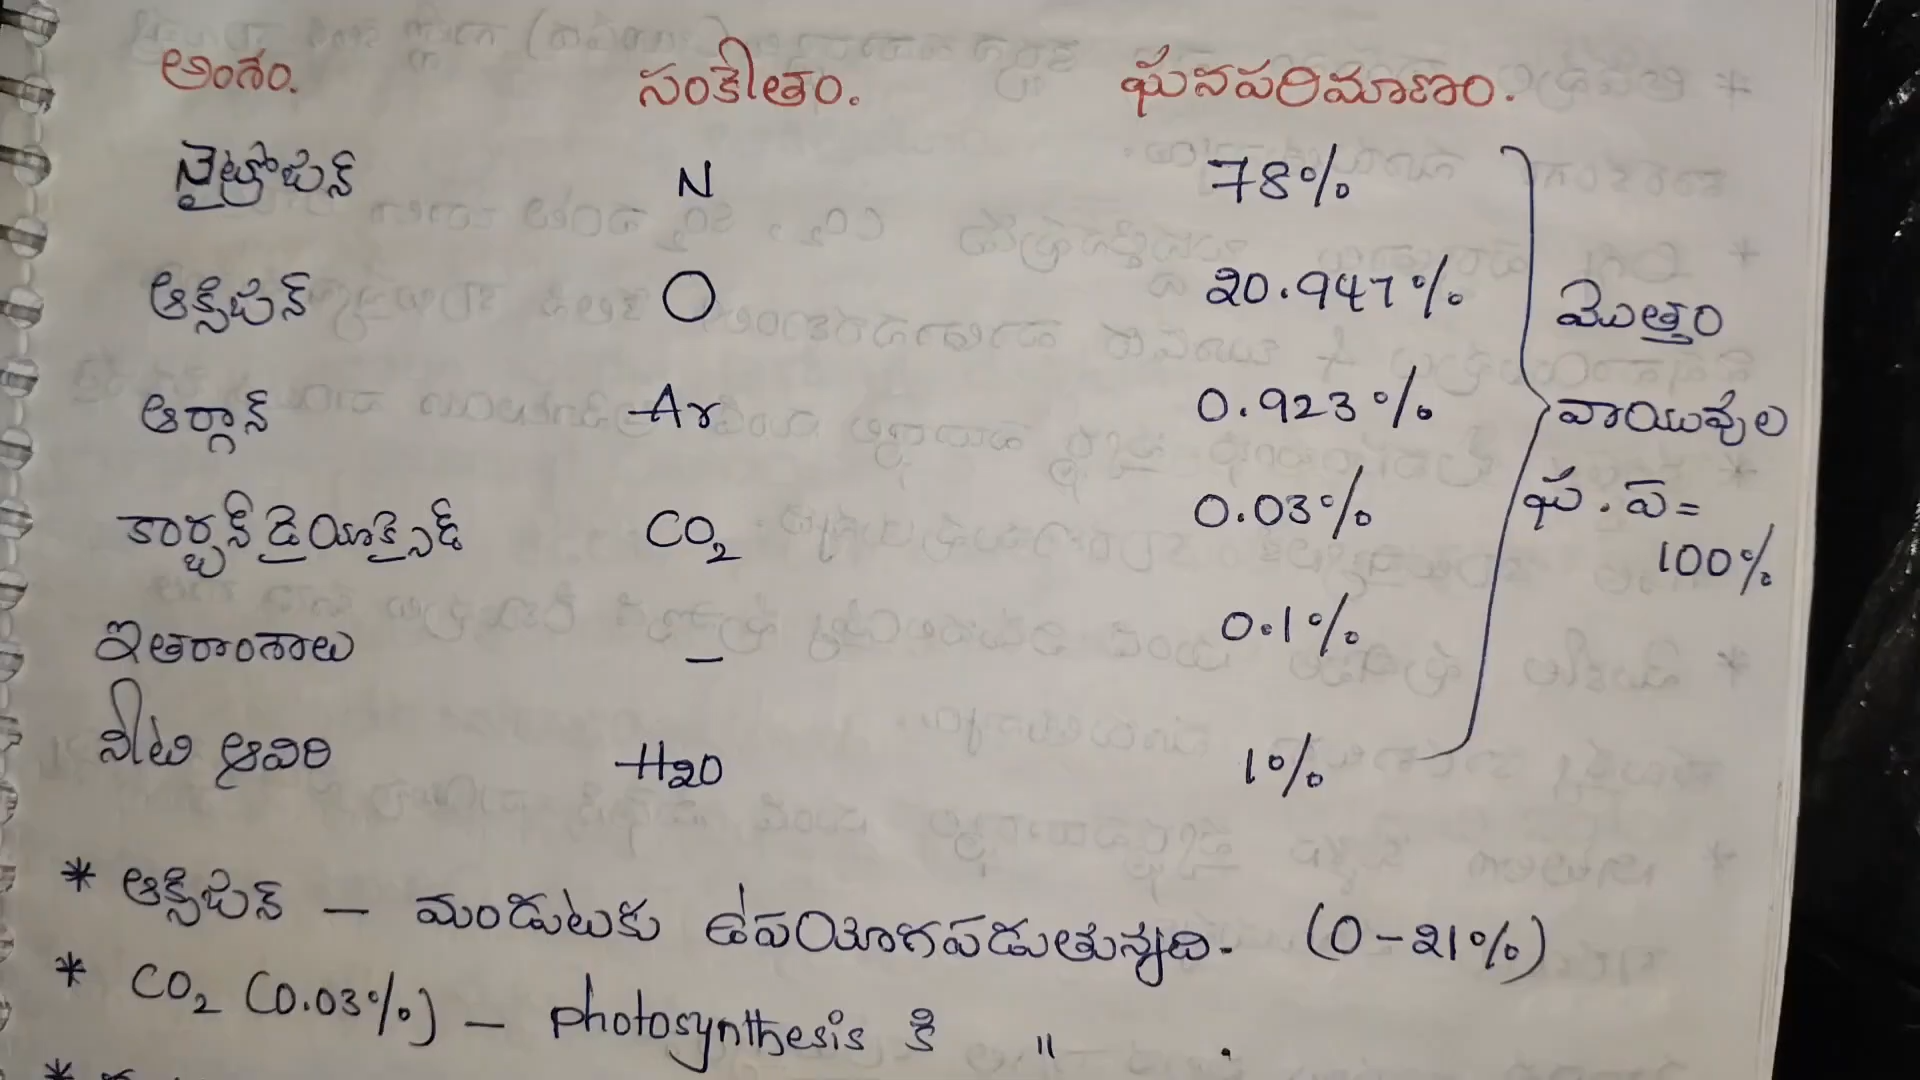 అంశం. సంకేతం. ఘనపరిమాణం.
నైట్రోజన్ N 78%
ఆక్సిజన్ O 20.947% మొత్తం
ఆర్గాన్ Ar 0.923% వాయువుల
కార్బన్ డై యాక్సైడ్ CO2 0.03% ఘ.ప=
100%
ఇతరాంశాలు – 0.1%
నీటి ఆవిరి H2O 1%
* ఆక్సిజన్ – మండుటకు ఉపయోగపడుతున్నది. (0-21%)
* CO2 (0.03%) – photosynthesis కి " .